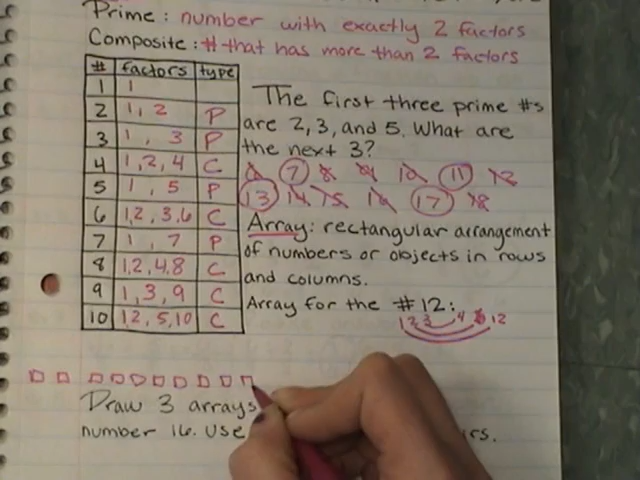 Prime: number with exactly 2 factors
Composite: # that has more than 2 factors
# factors type
1 1
2 1, 2 P
3 1, 3 P
4 1, 2, 4 C
5 1, 5 P
6 1,2, 3,6 C
7 1, 7 P
8 1,2,4,8 C
9 1,3,9 C
10 1,2,5,10 C
The first three prime #s
are 2, 3, and 5. What are
the next 3?
7 8 10 11 12
13 14 15 16 17 18
Array: rectangular arrangement
of numbers or objects in rows
and columns.
Array for the #12:
1 2 3 4 6 12
Draw 3 arrays
number 16. Use